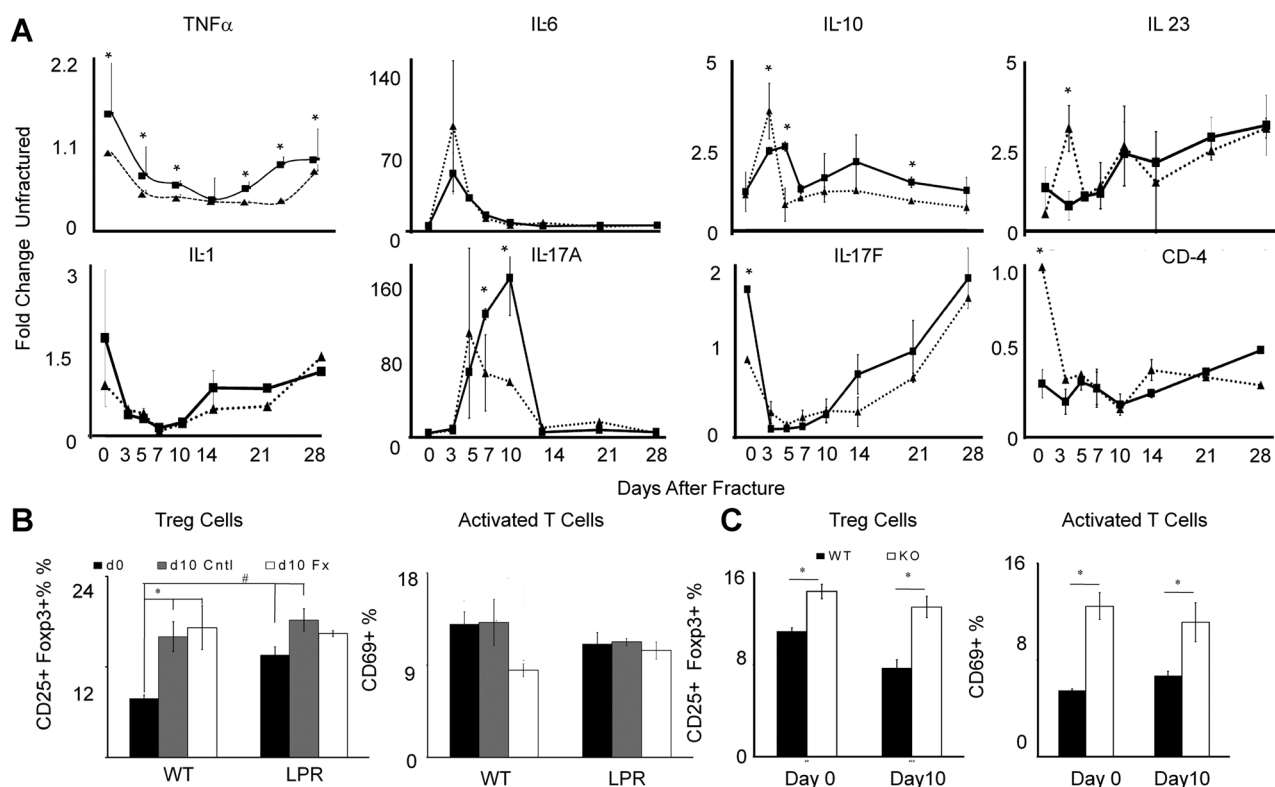 A
TNFα IL-6 IL-10 IL 23
Fold Change Unfractured
2.2
1.1
0
140
70
0
5
2.5
0
5
2.5
0
* * * * * *
* * *
*
IL-1 IL-17A IL-17F CD-4
3
1.5
0
160
80
0
2
1
0
1.0
0.5
0
* *
*
*
0 3 5 7 10 14 21 28
0 3 5 7 10 14 21 28
0 3 5 7 10 14 21 28
0 3 5 7 10 14 21 28
Days After Fracture
B
Treg Cells
d0 d10 Cntl d10 Fx
CD25+ Foxp3+% %
24
12
*
#
WT LPR
Activated T Cells
CD69+ %
18
9
0
WT LPR
C
Treg Cells
WT KO
CD25+ Foxp3+ %
16
8
0
* *
Day 0 Day10
Activated T Cells
CD69+ %
16
8
0
* *
Day 0 Day10